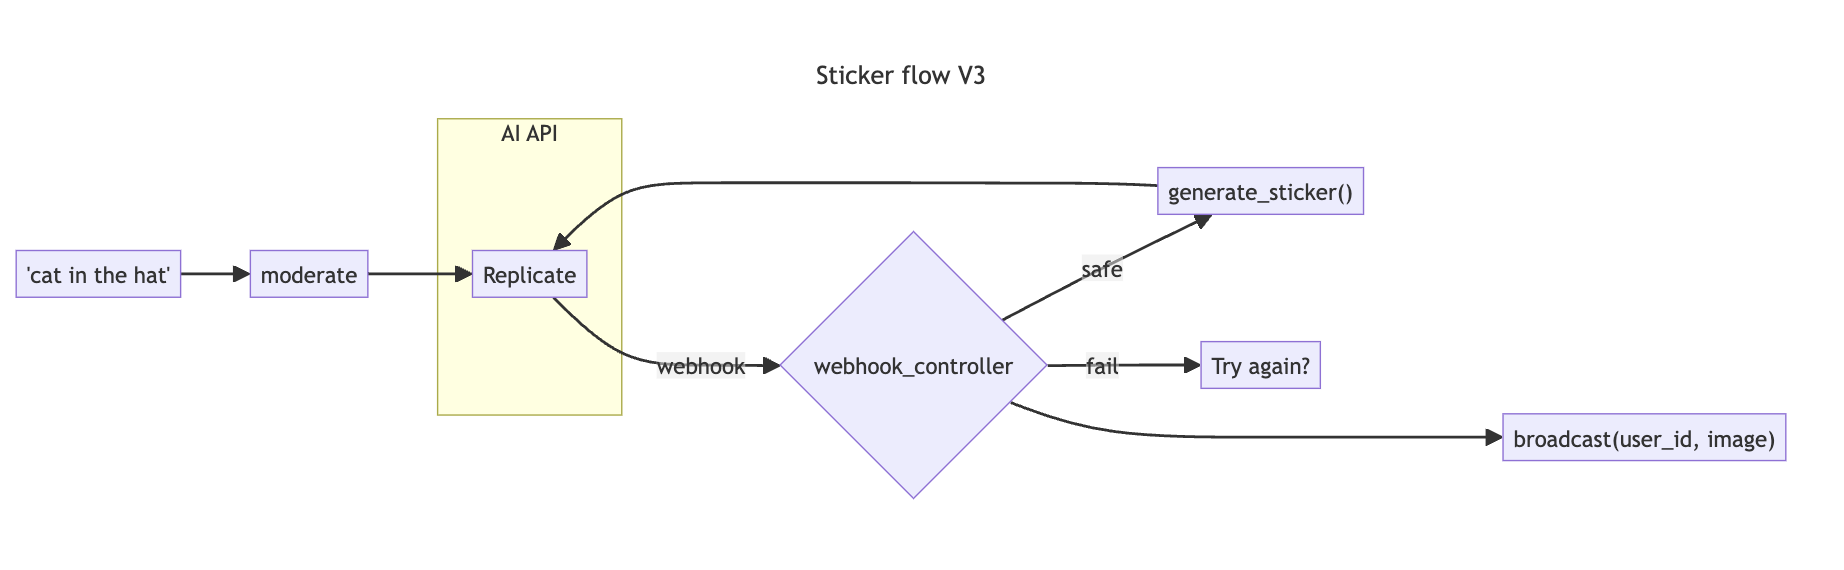 Sticker flow V3
AI API
'cat in the hat'
moderate
Replicate
webhook
webhook_controller
safe
generate_sticker()
fail
Try again?
broadcast(user_id, image)